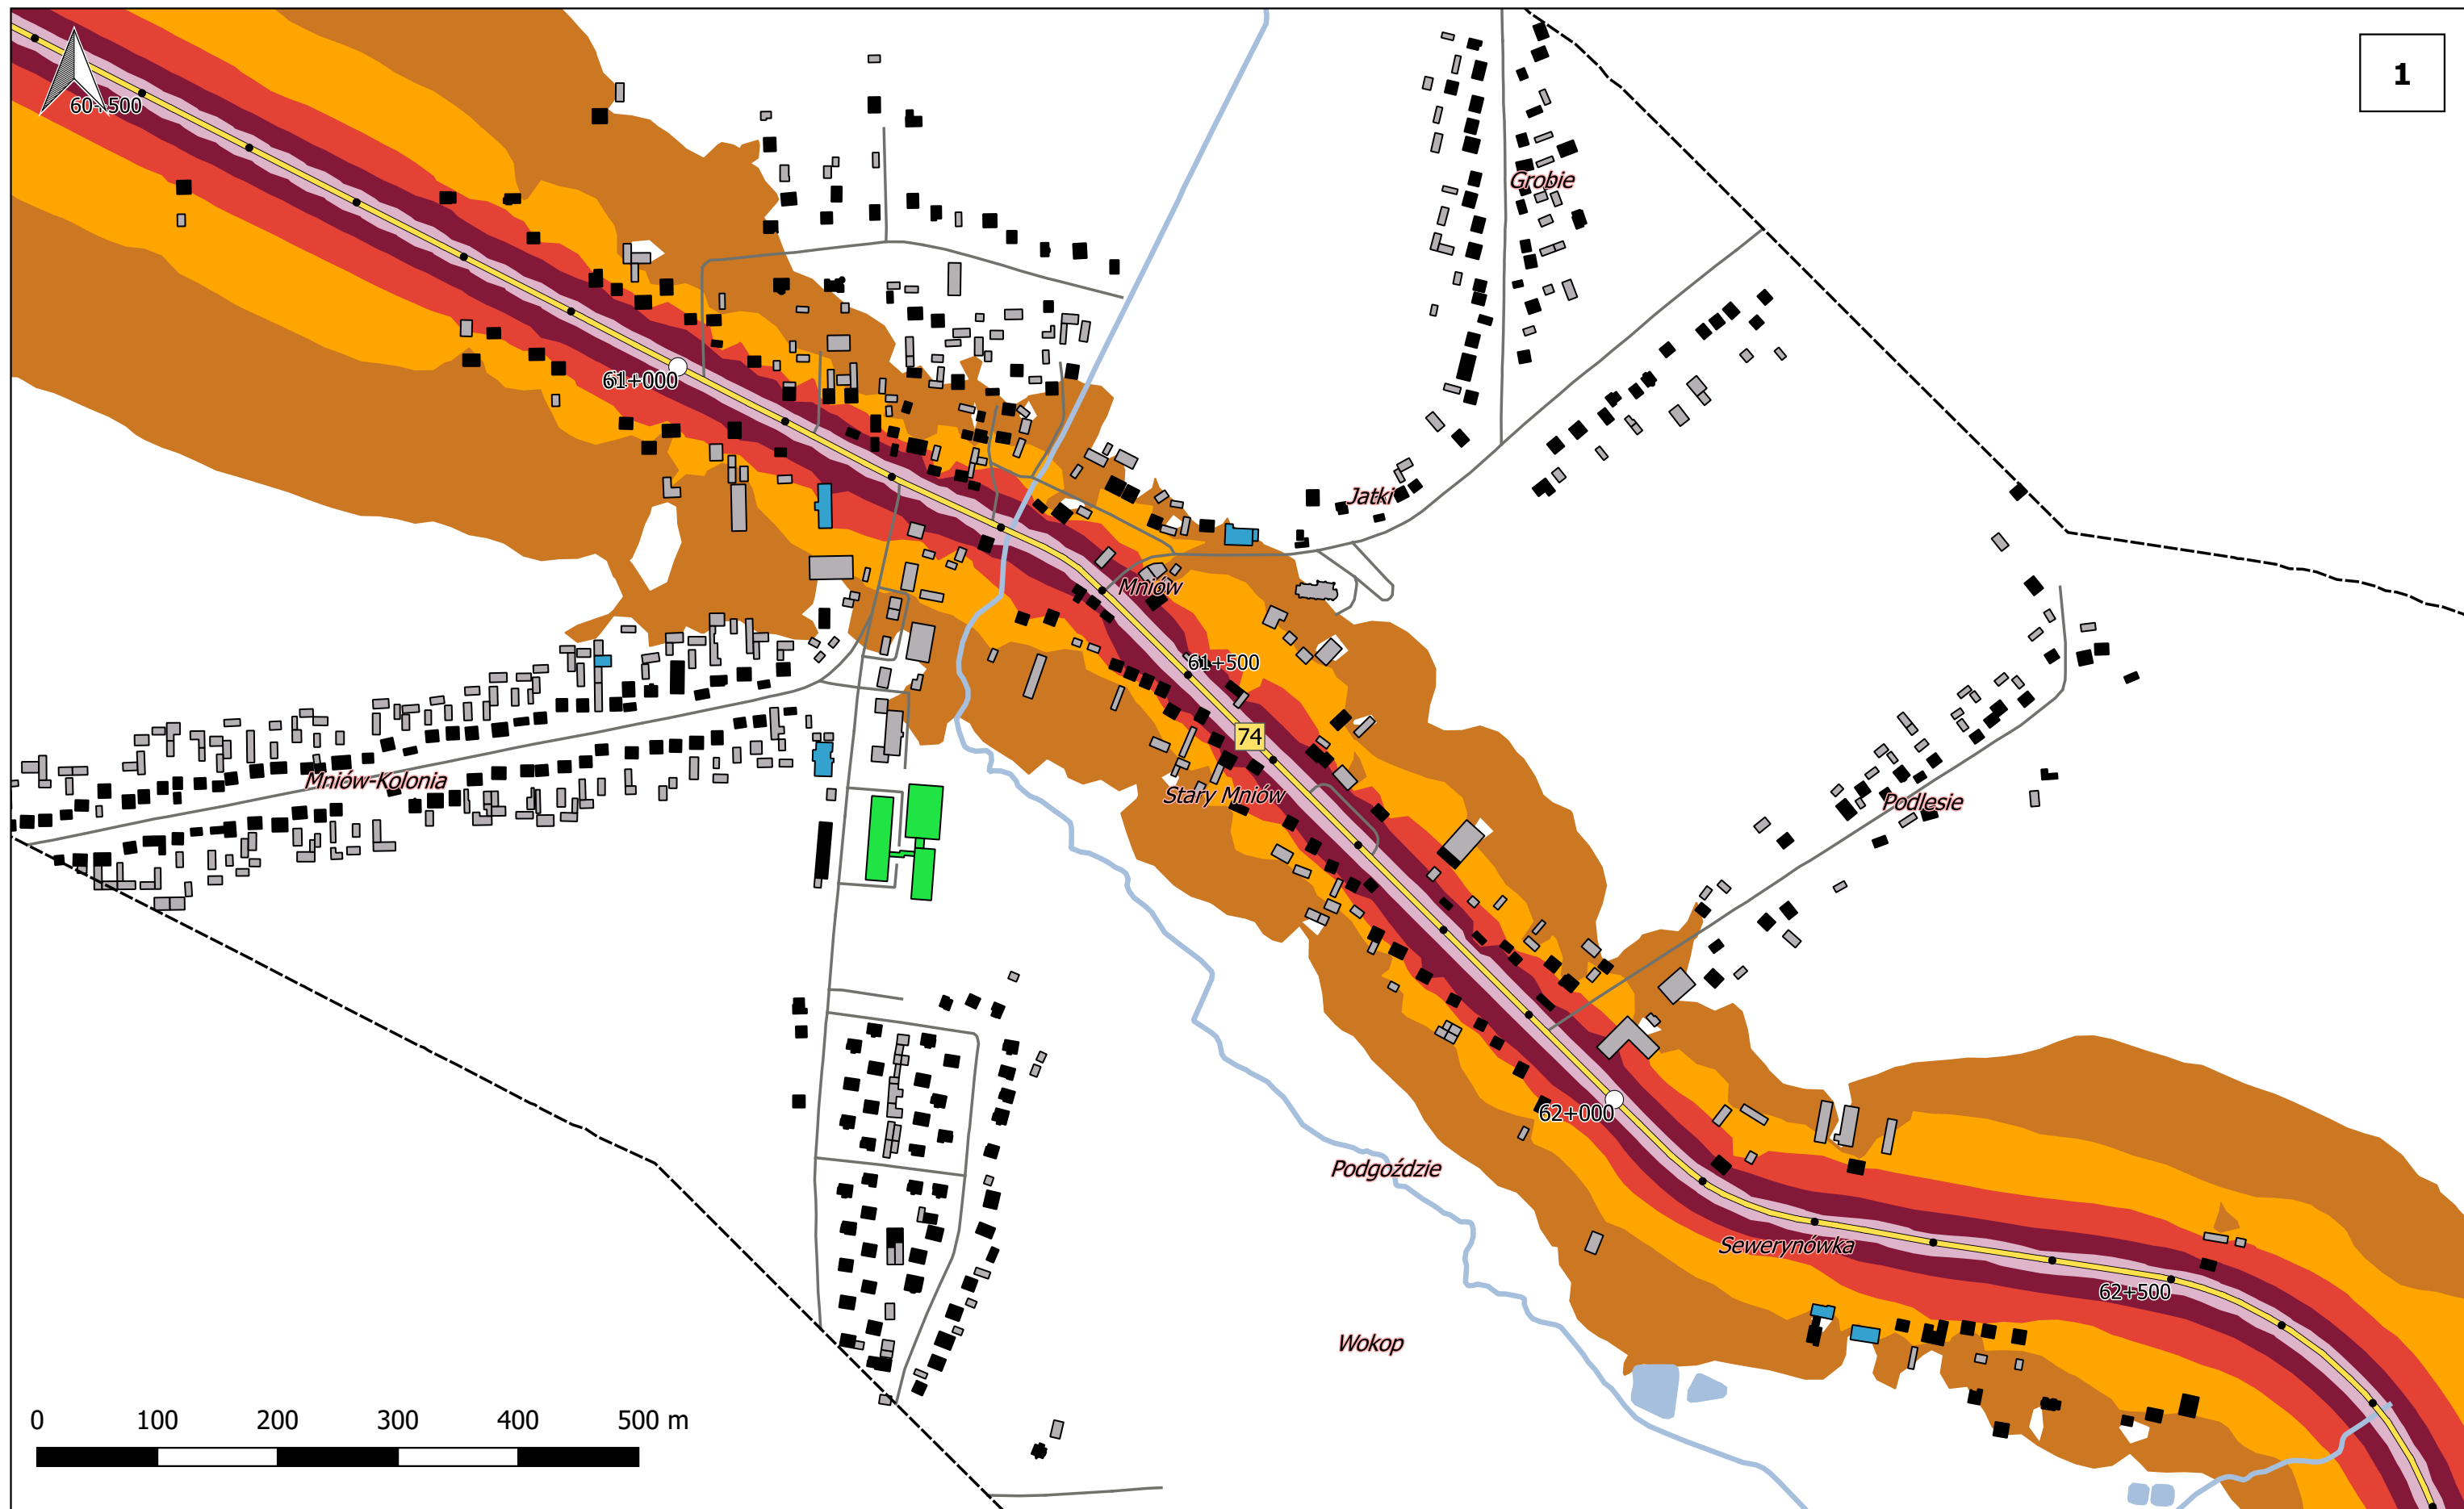 1
60+500
Grobie
61+000
Jatki
Mniów
61+500
74
Mniów-Kolonia
Stary Mniów
Podlesie
62+000
Podgoździe
Sewerynówka
62+500
Wokop
0 100 200 300 400 500 m